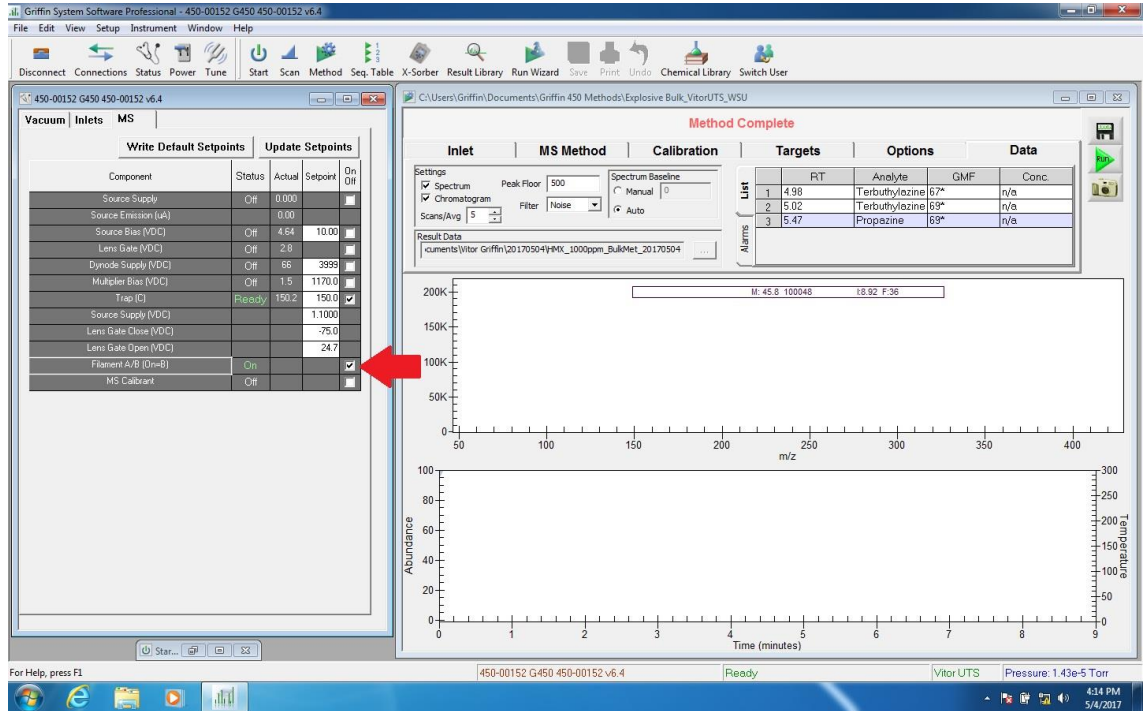 Griffin System Software Professional - 450-00152 G450 450-00152 v6.4
File Edit View Setup Instrument Window Help
Disconnect Connections Status Power Tune Start Scan Method Seq. Table X-Sorber Result Library Run Wizard Save Print Undo Chemical Library Switch User
450-00152 G450 450-00152 v6.4
Vacuum Inlets MS
Write Default Setpoints Update Setpoints
Component Status Actual Setpoint On Off
Source Supply Off 0.000
Source Emission (uA) 0.00
Source Bias (VDC) Off 4.64 10.00
Lens Gate (VDC) Off 2.8
Dynode Supply (VDC) Off 66 3999
Multiplier Bias (VDC) Off 1.5 1170.0
Trap (C) Ready 150.2 150.0
Source Supply (VDC) 1.1000
Lens Gate Close (VDC) -75.0
Lens Gate Open (VDC) 24.7
Filament A/B (On=B) On
MS Calibrant Off
Star...
C:\Users\Griffin\Documents\Griffin 450 Methods\Explosive Bulk_VitorUTS_WSU
Method Complete
Inlet MS Method Calibration Targets Options Data
Settings
Spectrum
Chromatogram
Scans/Avg 5
Peak Floor 500
Filter Noise
Spectrum Baseline
Manual 0
Auto
Result Data
cuments\Vitor Griffin\20170504\HMX_1000ppm_BulkMet_20170504 ...
List
Alarms
RT Analyte GMF Conc.
1 4.98 Terbuthylazine 67* n/a
2 5.02 Terbuthylazine 69* n/a
3 5.47 Propazine 69* n/a
Run
M: 45.8 100048 I:8.92 F:36
200K
150K
100K
50K
0
50 100 150 200 250 300 350 400
m/z
100
80
60
40
20
0
Abundance
300
250
200
150
100
50
0
Temperature
0 1 2 3 4 5 6 7 8 9
Time (minutes)
For Help, press F1 450-00152 G450 450-00152 v6.4 Ready Vitor UTS Pressure: 1.43e-5 Torr
4:14 PM
5/4/2017